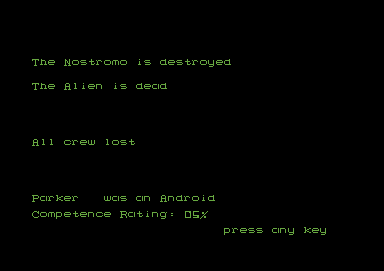 The Nostromo is destroyed
The Alien is dead
All crew lost
Parker was an Android
Competence Rating: 05%
press any key